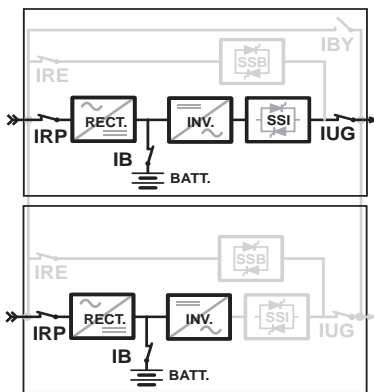 IBY
IRE
SSB
IRP
RECT.
INV.
SSI
IUG
IB
BATT.
IRE
SSB
IRP
RECT.
INV.
SSI
IUG
IB
BATT.